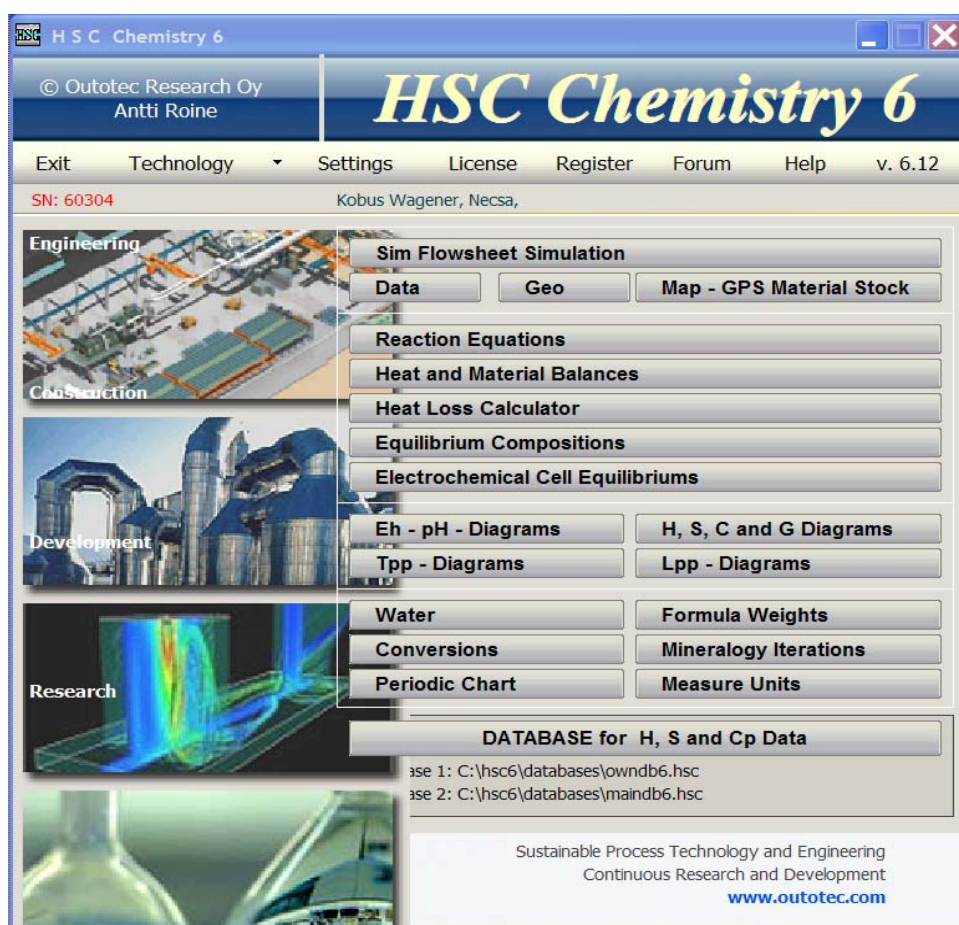 HSC H S C Chemistry 6
© Outotec Research Oy
Antti Roine
HSC Chemistry 6
Exit Technology Settings License Register Forum Help v. 6.12
SN: 60304 Kobus Wagener, Necsa,
Engineering
Construction
Development
Research
Sim Flowsheet Simulation
Data Geo Map - GPS Material Stock
Reaction Equations
Heat and Material Balances
Heat Loss Calculator
Equilibrium Compositions
Electrochemical Cell Equilibriums
Eh - pH - Diagrams H, S, C and G Diagrams
Tpp - Diagrams Lpp - Diagrams
Water Formula Weights
Conversions Mineralogy Iterations
Periodic Chart Measure Units
DATABASE for H, S and Cp Data
ase 1: C:\hsc6\databases\owndb6.hsc
ase 2: C:\hsc6\databases\maindb6.hsc
Sustainable Process Technology and Engineering
Continuous Research and Development
www.outotec.com